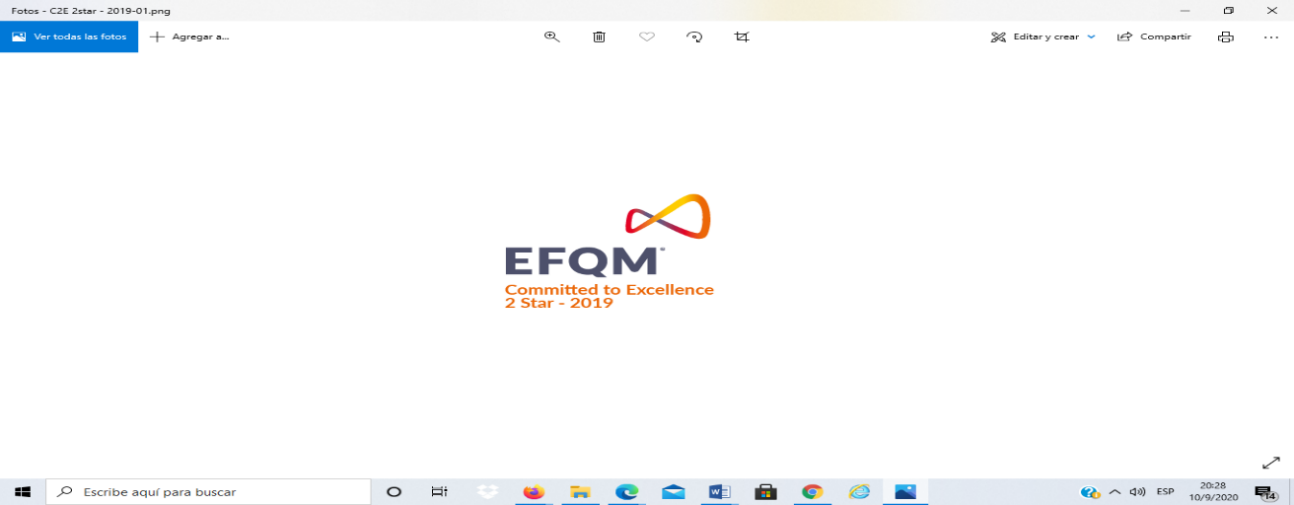 Fotos - C2E 2star - 2019-01.png
Ver todas las fotos
Agregar a...
Editar y crear
Compartir
EFQM
Committed to Excellence
2 Star - 2019
Escribe aquí para buscar
ESP
20:28
10/9/2020
14